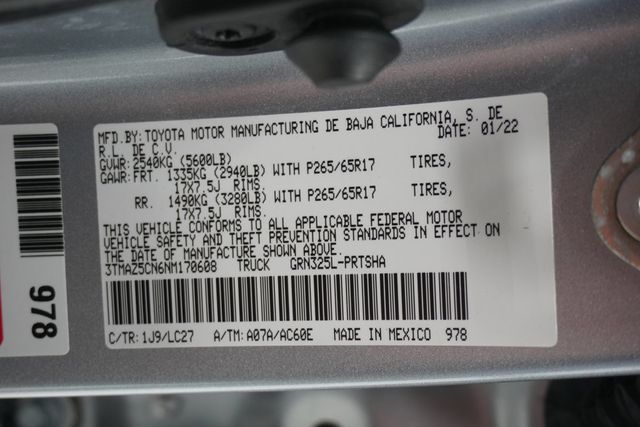 MFD.BY:TOYOTA MOTOR MANUFACTURING DE BAJA CALIFORNIA, S. DE
R.L. DE C.V. DATE: 01/22
GVWR: 2540KG (5600LB)
GAWR: FRT. 1335KG (2940LB) WITH P265/65R17 TIRES,
17X7.5J RIMS.
RR. 1490KG (3280LB) WITH P265/65R17 TIRES,
17X7.5J RIMS.
THIS VEHICLE CONFORMS TO ALL APPLICABLE FEDERAL MOTOR
VEHICLE SAFETY AND THEFT PREVENTION STANDARDS IN EFFECT ON
THE DATE OF MANUFACTURE SHOWN ABOVE.
3TMAZ5CN6NM170608 TRUCK GRN325L-PRTSHA
C/TR: 1J9/LC27 A/TM: A07A/AC60E MADE IN MEXICO 978
978